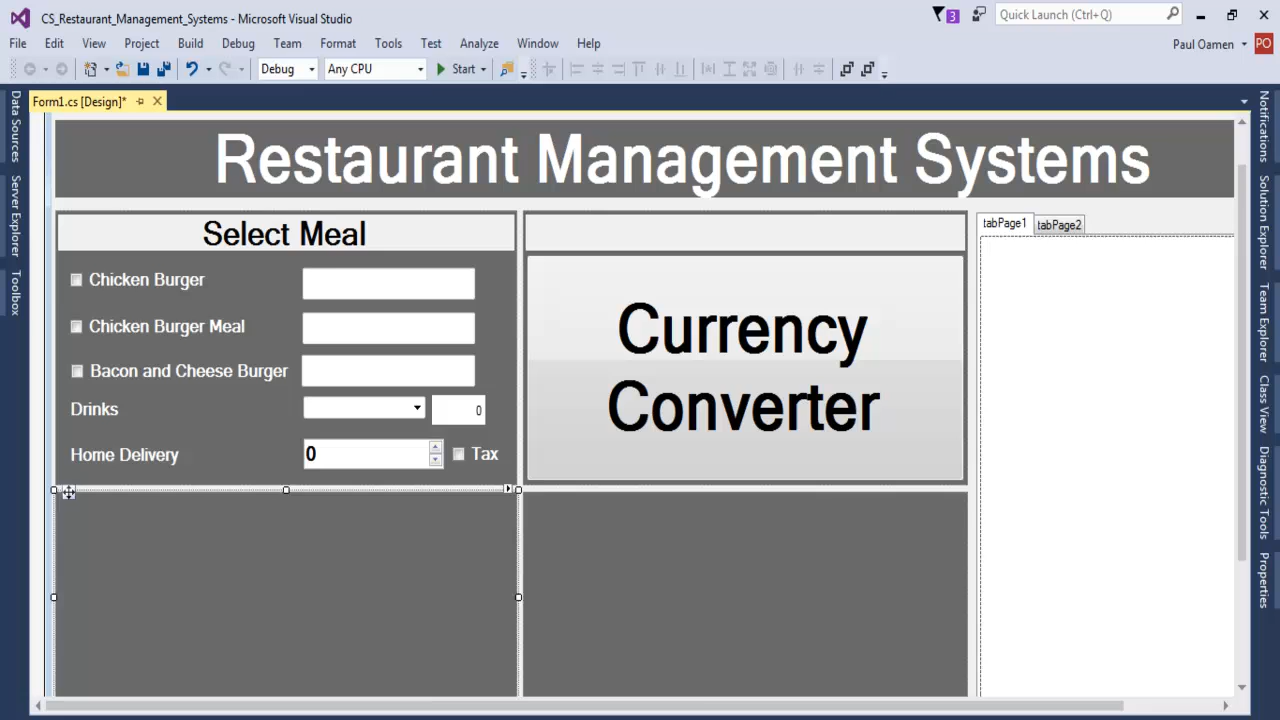 CS_Restaurant_Management_Systems - Microsoft Visual Studio
3
Quick Launch (Ctrl+Q)
File Edit View Project Build Debug Team Format Tools Test Analyze Window Help
Paul Oamen
PO
Debug Any CPU Start
Form1.cs [Design]*
Data Sources
Server Explorer
Toolbox
Restaurant Management Systems
Select Meal
Chicken Burger
Chicken Burger Meal
Bacon and Cheese Burger
Drinks
0
Home Delivery
0
Tax
Currency
Converter
tabPage1
tabPage2
Notifications
Solution Explorer
Team Explorer
Class View
Diagnostic Tools
Properties